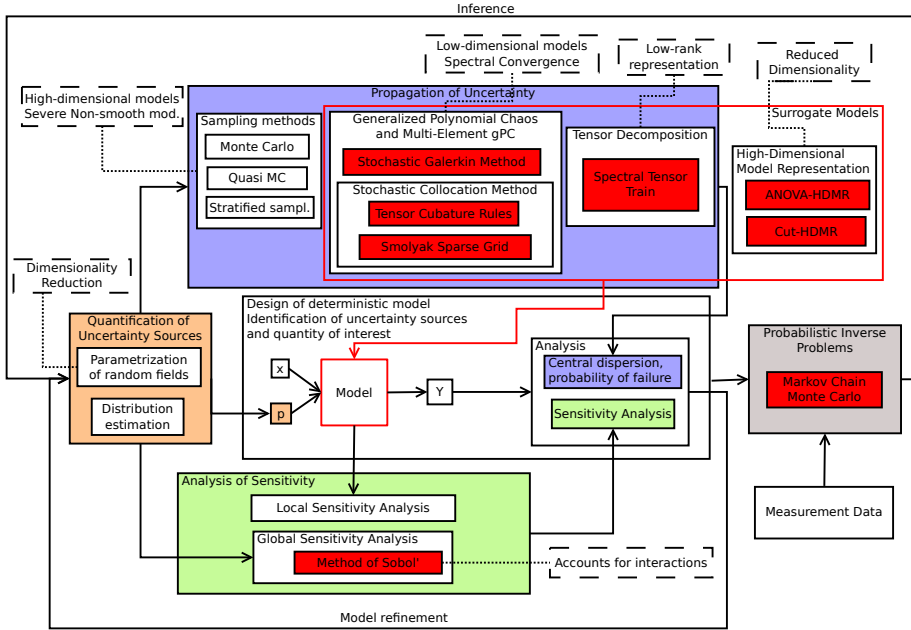 Inference
Low-dimensional models
Spectral Convergence
Low-rank
representation
Reduced
Dimensionality
High-dimensional models
Severe Non-smooth mod.
Propagation of Uncertainty
Surrogate Models
Sampling methods
Monte Carlo
Quasi MC
Stratified sampl.
Generalized Polynomial Chaos
and Multi-Element gPC
Stochastic Galerkin Method
Stochastic Collocation Method
Tensor Cubature Rules
Smolyak Sparse Grid
Tensor Decomposition
Spectral Tensor
Train
High-Dimensional
Model Representation
ANOVA-HDMR
Cut-HDMR
Dimensionality
Reduction
Quantification of
Uncertainty Sources
Parametrization
of random fields
Distribution
estimation
Design of deterministic model
Identification of uncertainty sources
and quantity of interest
x
p
Model
Y
Analysis
Central dispersion,
probability of failure
Sensitivity Analysis
Probabilistic Inverse
Problems
Markov Chain
Monte Carlo
Measurement Data
Analysis of Sensitivity
Local Sensitivity Analysis
Global Sensitivity Analysis
Method of Sobol'
Accounts for interactions
Model refinement